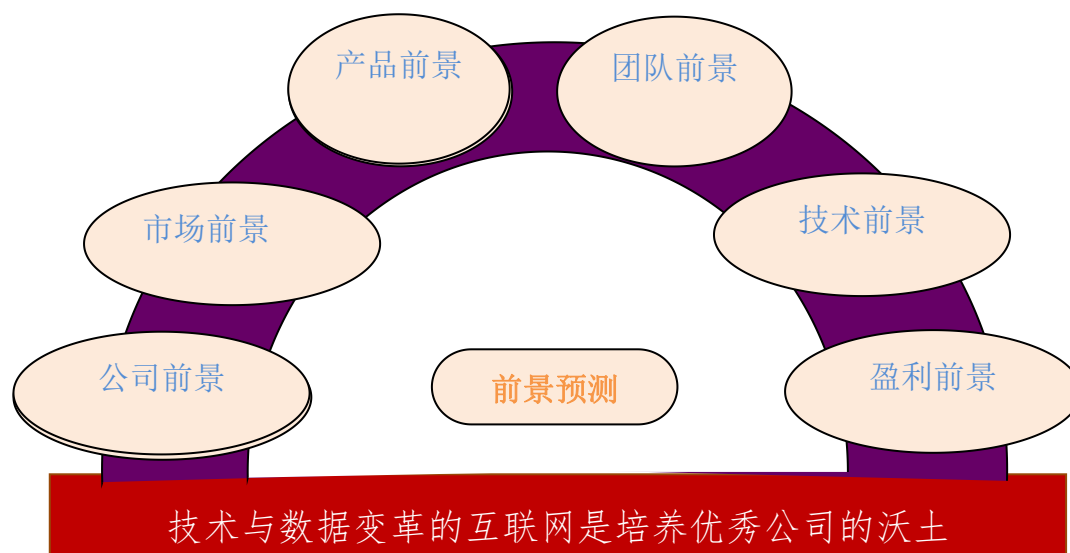 产品前景
团队前景
市场前景
技术前景
公司前景
前景预测
盈利前景
技术与数据变革的互联网是培养优秀公司的沃土